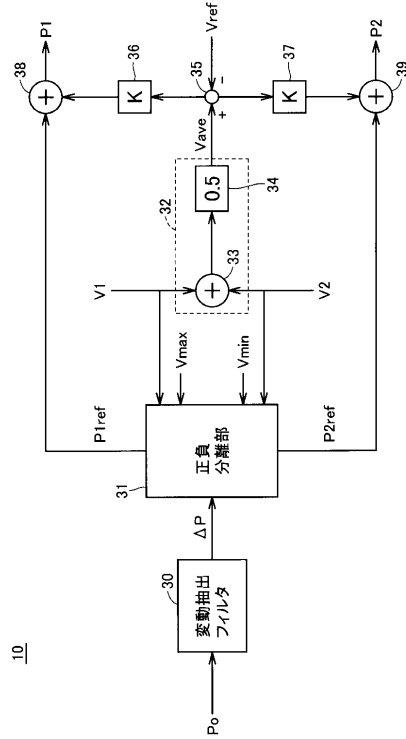 10
Po
変動抽出
フィルタ
30
ΔP
正負
分離部
31
P1ref
P2ref
Vmax
Vmin
V1
V2
32
33
0.5
34
Vave
35
+
-
Vref
K
36
K
37
+
38
P1
+
39
P2
+